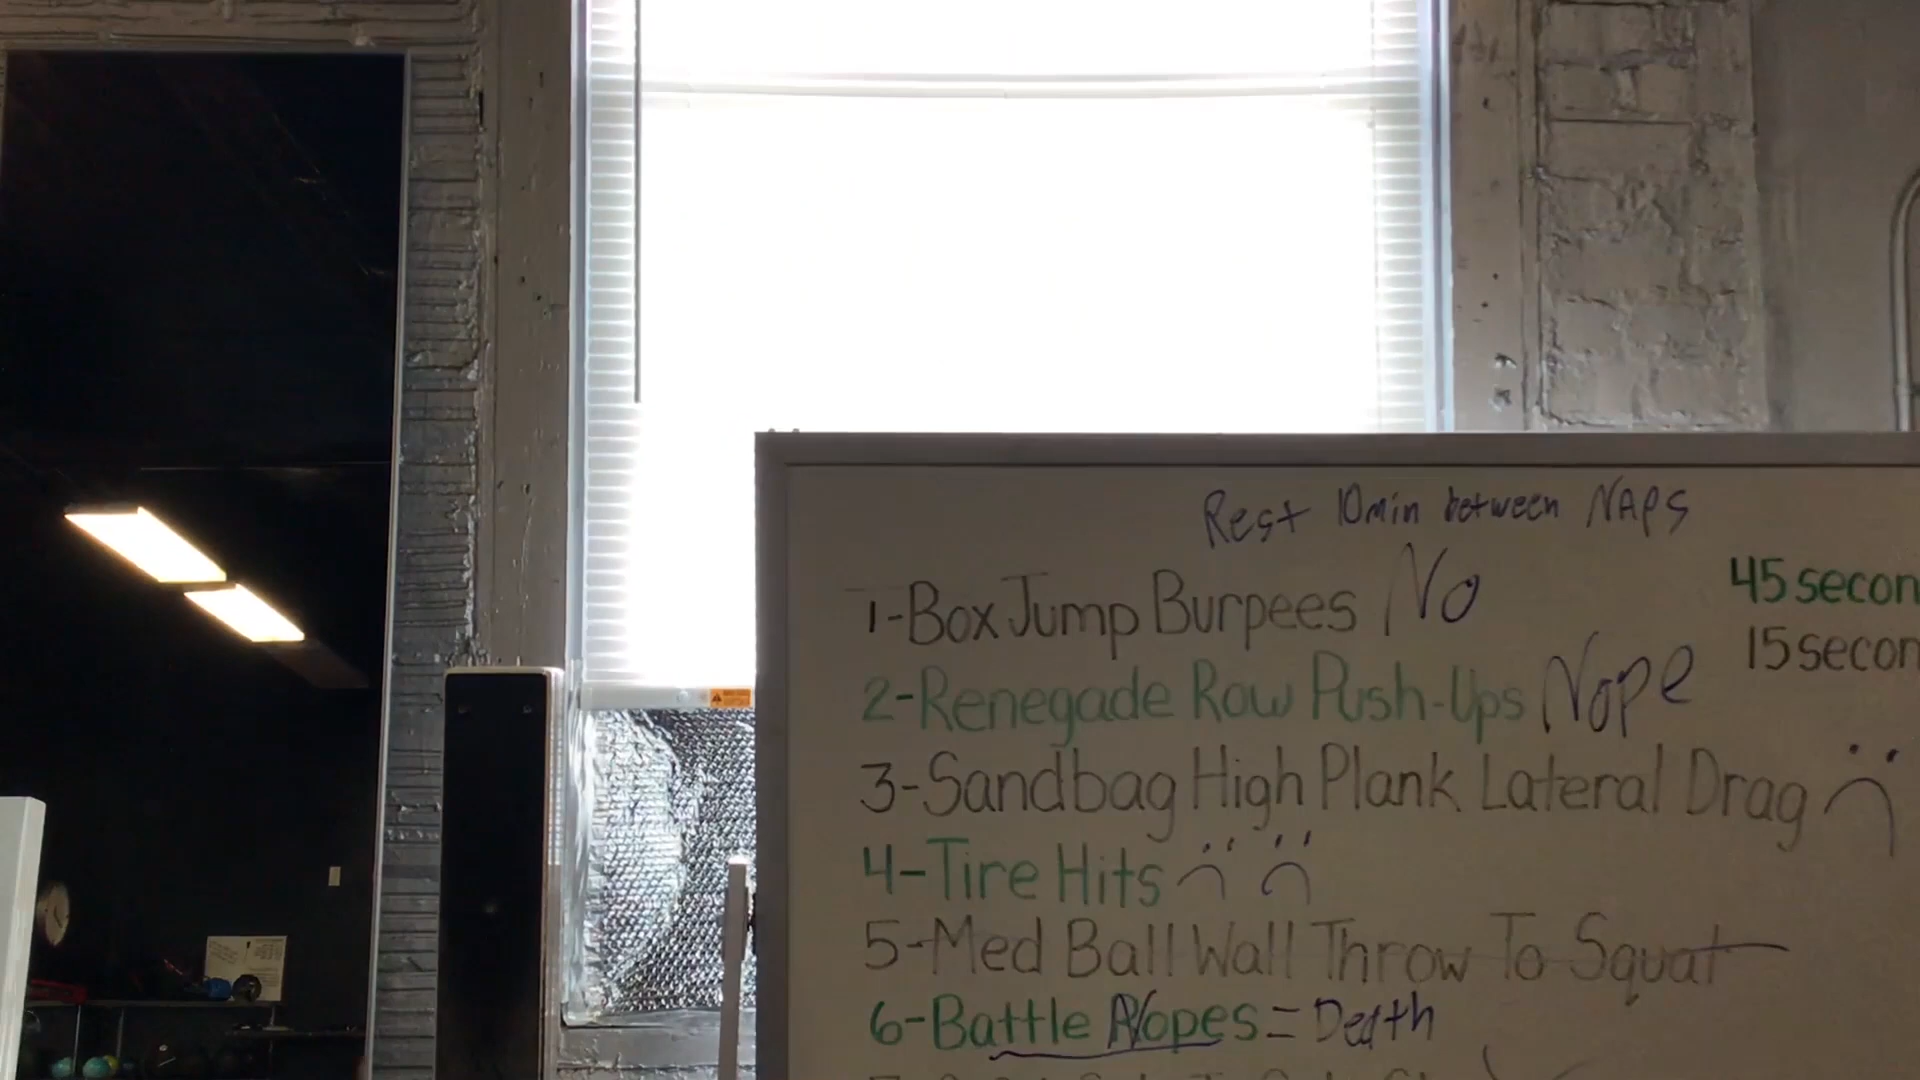 Rest 10min between NAPS
1-Box Jump Burpees No
45 secon
2-Renegade Row Push-Ups Nope
15 secon
3-Sandbag High Plank Lateral Drag
4-Tire Hits
5-Med Ball Wall Throw To Squat
6-Battle Nopes = Death